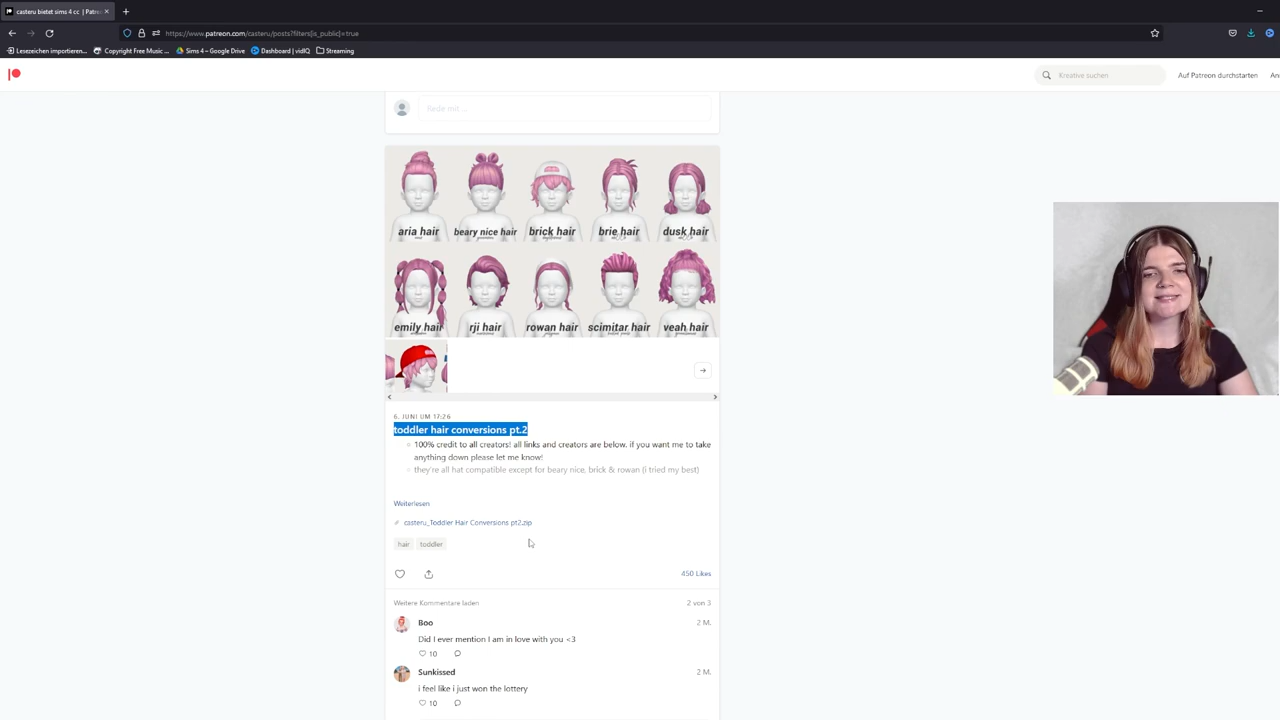 casteru bietet sims 4 cc | Patre
https://www.patreon.com/casteru/posts?filters[is_public]=true
Lesezeichen importieren...
Copyright Free Music ...
Sims 4 – Google Drive
Dashboard | vidIQ
Streaming
Kreative suchen
Auf Patreon durchstarten
An
Rede mit ...
aria hair
beary nice hair
brick hair
brie hair
dusk hair
emily hair
rji hair
rowan hair
scimitar hair
yeah hair
5. JUNI UM 17:26
toddler hair conversions pt.2
100% credit to all creators! all links and creators are below. if you want me to take
anything down please let me know!
they're all hat compatible except for beary nice, brick & rowan (i tried my best)
Weiterlesen
casteru_Toddler Hair Conversions pt2.zip
hair
toddler
450 Likes
Weitere Kommentare laden
2 von 3
Boo
2 M.
Did I ever mention I am in love with you <3
10
Sunkissed
2 M.
i feel like i just won the lottery
10